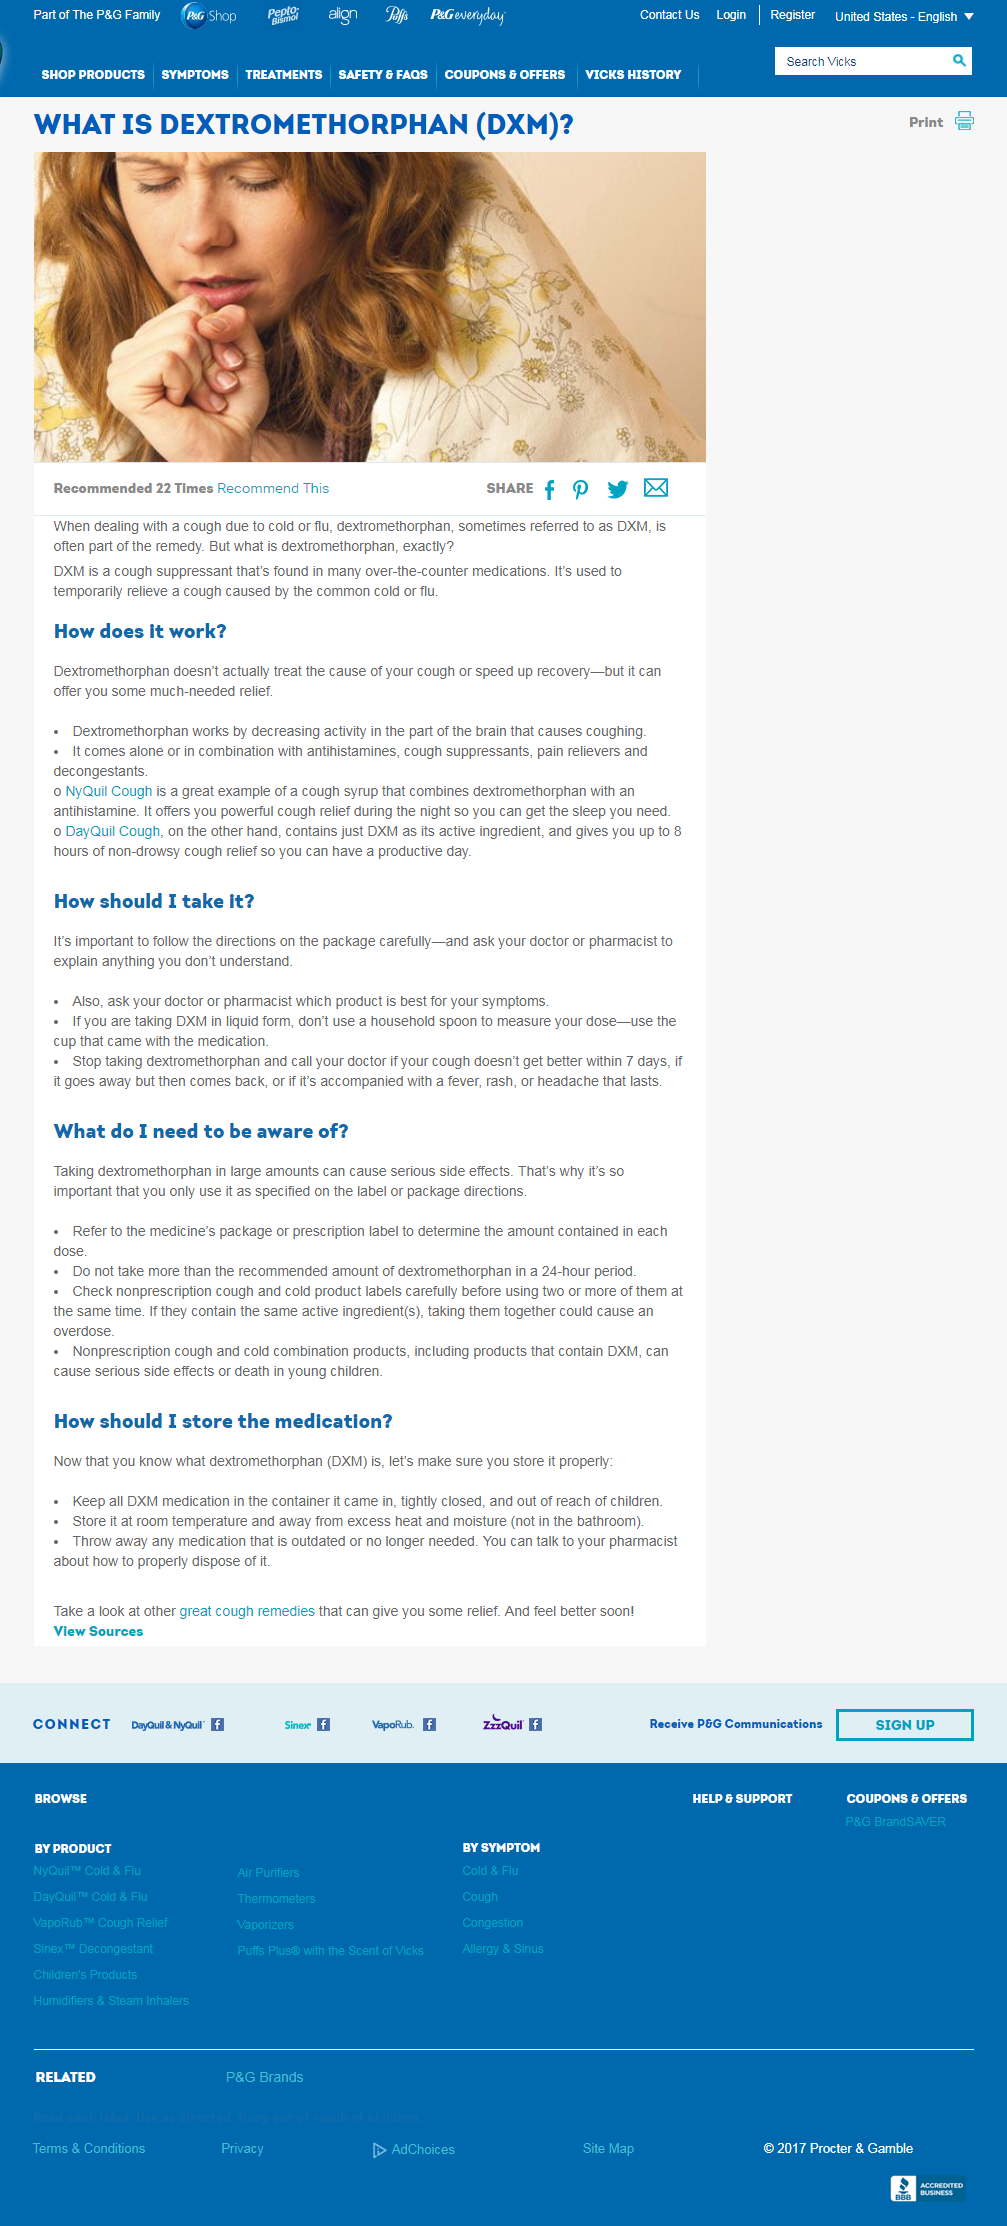 Part of The P&G Family P&G Shop Pepto Bismol align Puffs P&G everyday Contact Us Login Register United States - English
SHOP PRODUCTS SYMPTOMS TREATMENTS SAFETY & FAQS COUPONS & OFFERS VICKS HISTORY Search Vicks
WHAT IS DEXTROMETHORPHAN (DXM)? Print
Recommended 22 Times Recommend This SHARE
When dealing with a cough due to cold or flu, dextromethorphan, sometimes referred to as DXM, is
often part of the remedy. But what is dextromethorphan, exactly?
DXM is a cough suppressant that's found in many over-the-counter medications. It's used to
temporarily relieve a cough caused by the common cold or flu.
How does it work?
Dextromethorphan doesn't actually treat the cause of your cough or speed up recovery—but it can
offer you some much-needed relief.
• Dextromethorphan works by decreasing activity in the part of the brain that causes coughing.
• It comes alone or in combination with antihistamines, cough suppressants, pain relievers and
decongestants.
o NyQuil Cough is a great example of a cough syrup that combines dextromethorphan with an
antihistamine. It offers you powerful cough relief during the night so you can get the sleep you need.
o DayQuil Cough, on the other hand, contains just DXM as its active ingredient, and gives you up to 8
hours of non-drowsy cough relief so you can have a productive day.
How should I take it?
It's important to follow the directions on the package carefully—and ask your doctor or pharmacist to
explain anything you don't understand.
• Also, ask your doctor or pharmacist which product is best for your symptoms.
• If you are taking DXM in liquid form, don't use a household spoon to measure your dose—use the
cup that came with the medication.
• Stop taking dextromethorphan and call your doctor if your cough doesn't get better within 7 days, if
it goes away but then comes back, or if it's accompanied with a fever, rash, or headache that lasts.
What do I need to be aware of?
Taking dextromethorphan in large amounts can cause serious side effects. That's why it's so
important that you only use it as specified on the label or package directions.
• Refer to the medicine's package or prescription label to determine the amount contained in each
dose.
• Do not take more than the recommended amount of dextromethorphan in a 24-hour period.
• Check nonprescription cough and cold product labels carefully before using two or more of them at
the same time. If they contain the same active ingredient(s), taking them together could cause an
overdose.
• Nonprescription cough and cold combination products, including products that contain DXM, can
cause serious side effects or death in young children.
How should I store the medication?
Now that you know what dextromethorphan (DXM) is, let's make sure you store it properly:
• Keep all DXM medication in the container it came in, tightly closed, and out of reach of children.
• Store it at room temperature and away from excess heat and moisture (not in the bathroom).
• Throw away any medication that is outdated or no longer needed. You can talk to your pharmacist
about how to properly dispose of it.
Take a look at other great cough remedies that can give you some relief. And feel better soon!
View Sources
CONNECT DayQuil & NyQuil Sinex VapoRub. ZzzQuil Receive P&G Communications SIGN UP
BROWSE HELP & SUPPORT COUPONS & OFFERS
P&G BrandSAVER
BY PRODUCT BY SYMPTOM
NyQuil™ Cold & Flu Air Purifiers Cold & Flu
DayQuil™ Cold & Flu Thermometers Cough
VapoRub™ Cough Relief Vaporizers Congestion
Sinex™ Decongestant Puffs Plus® with the Scent of Vicks Allergy & Sinus
Children's Products
Humidifiers & Steam Inhalers
RELATED P&G Brands
Terms & Conditions Privacy AdChoices Site Map © 2017 Procter & Gamble
BBB ACCREDITED
BUSINESS